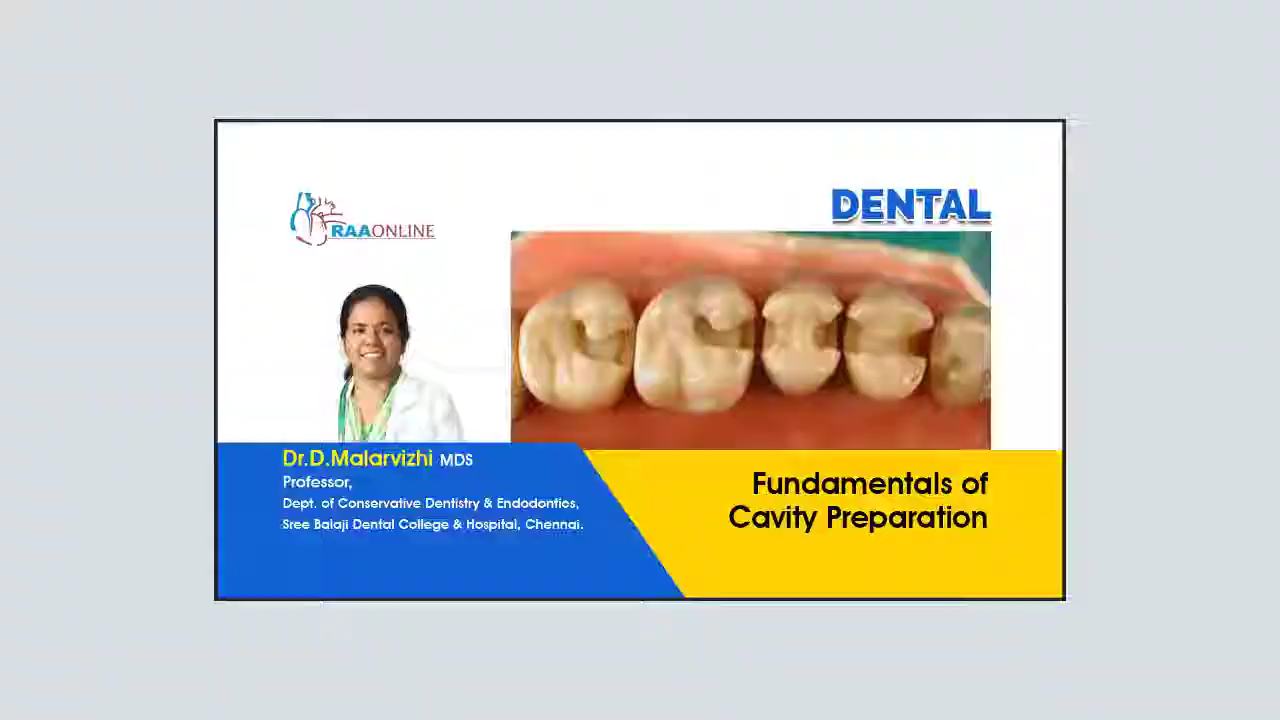 RAAONLINE
DENTAL
Dr.D.Malarvizhi MDS
Professor,
Dept. of Conservative Dentistry & Endodontics,
Sree Balaji Dental College & Hospital, Chennai.
Fundamentals of
Cavity Preparation